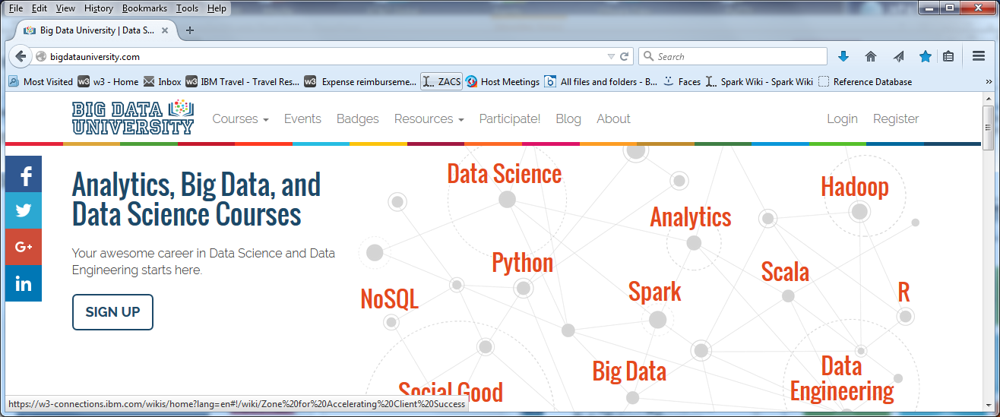 File Edit View History Bookmarks Tools Help
Big Data University | Data S...
bigdatauniversity.com
Search
Most Visited w3 w3 - Home Inbox w3 IBM Travel - Travel Res... w3 Expense reimburseme... ZACS Host Meetings All files and folders - B... Faces Spark Wiki - Spark Wiki Reference Database
BIG DATA
UNIVERSITY
Courses Events Badges Resources Participate! Blog About Login Register
Analytics, Big Data, and
Data Science Courses
Your awesome career in Data Science and Data
Engineering starts here.
SIGN UP
Data Science
Hadoop
Analytics
Python
Scala
Spark
R
NoSQL
Big Data
Data
Engineering
Social Good
https://w3-connections.ibm.com/wikis/home?lang=en#!/wiki/Zone%20for%20Accelerating%20Client%20Success